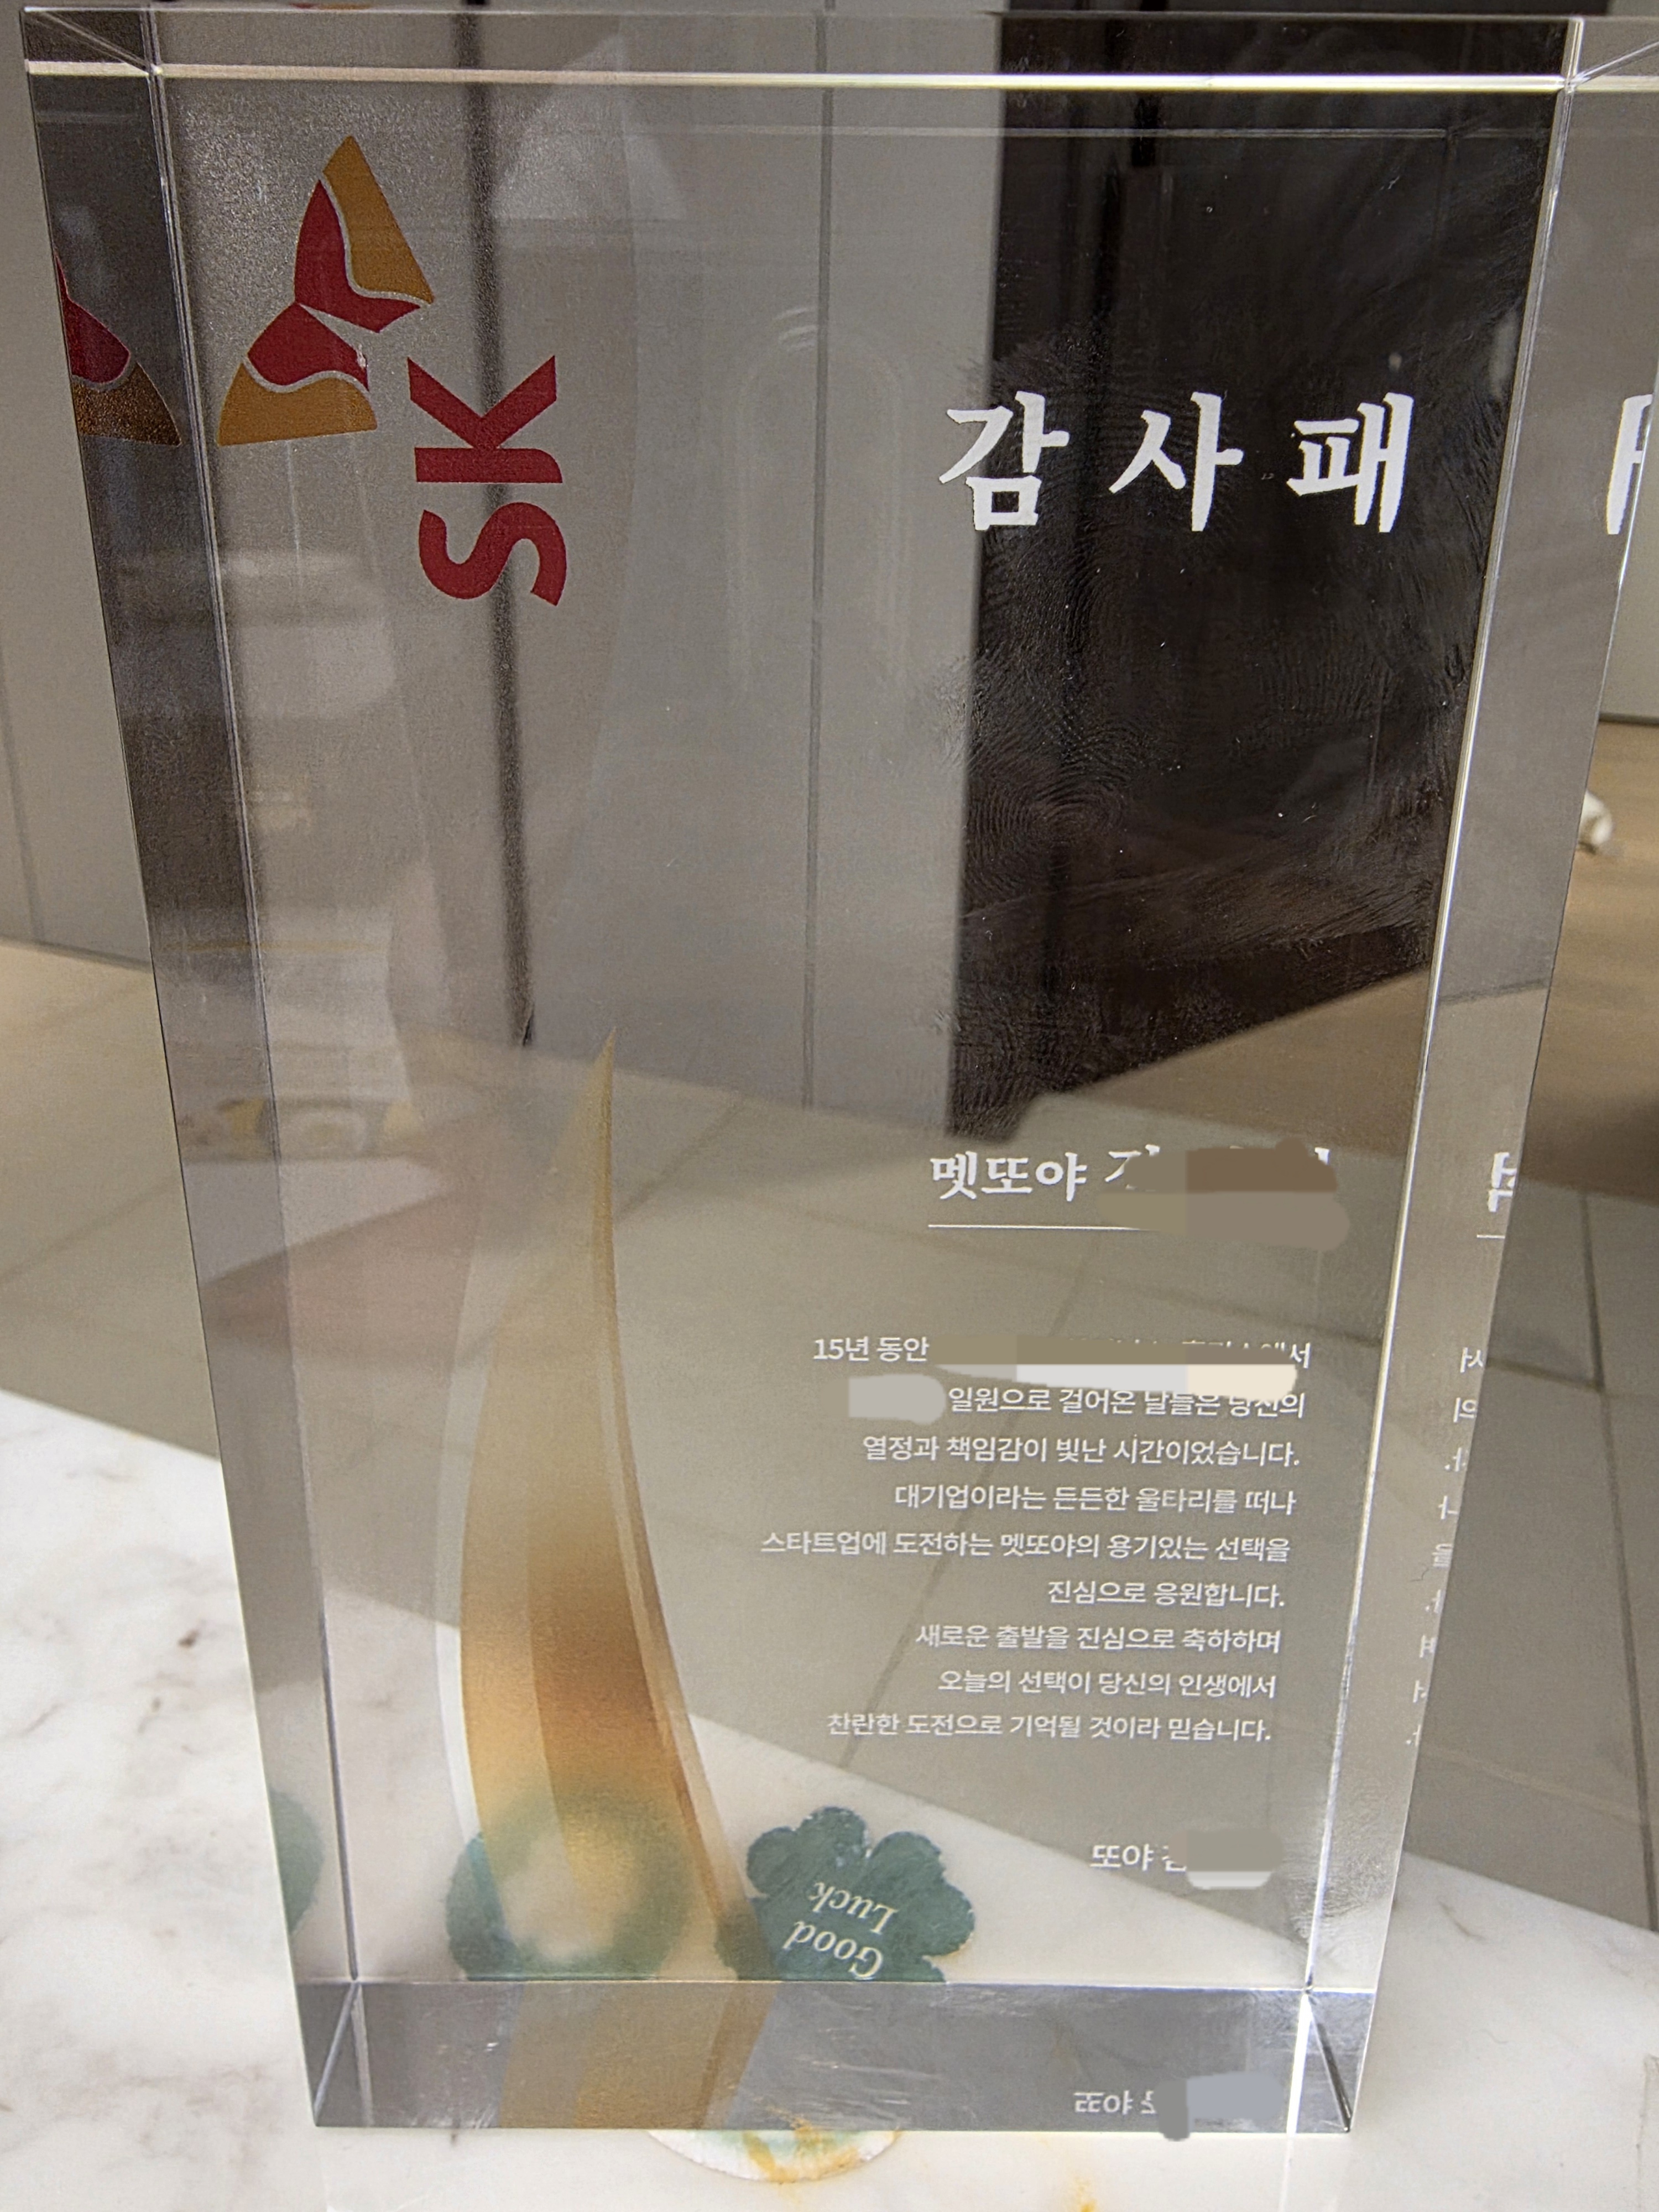 SK
감사패
멧또야
15년 동안
일원으로 걸어온 날들은 당신의
열정과 책임감이 빛난 시간이었습니다.
대기업이라는 든든한 울타리를 떠나
스타트업에 도전하는 멧또야의 용기있는 선택을
진심으로 응원합니다.
새로운 출발을 진심으로 축하하며
오늘의 선택이 당신의 인생에서
찬란한 도전으로 기억될 것이라 믿습니다.
또야
Good
Luck